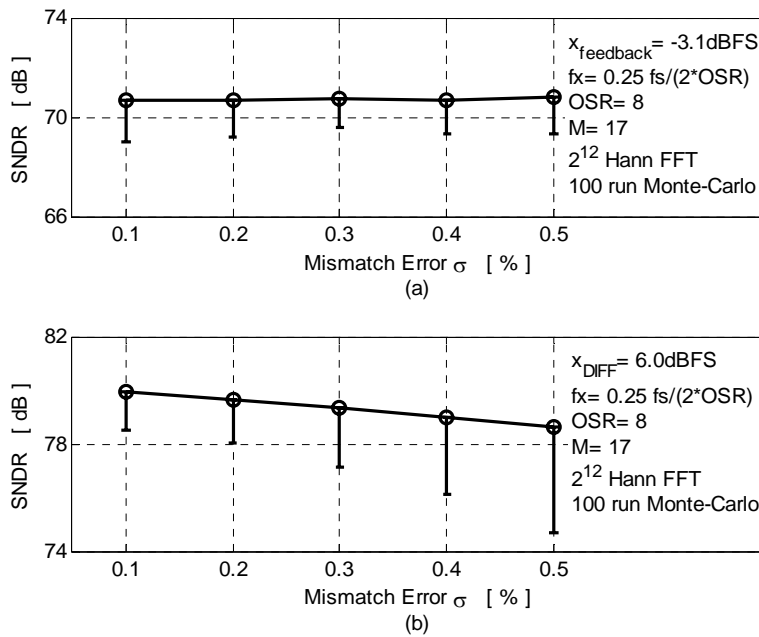 74
70
66
SNDR [ dB ]
0.1 0.2 0.3 0.4 0.5
Mismatch Error σ [ % ]
(a)
x_feedback = -3.1dBFS
fx= 0.25 fs/(2*OSR)
OSR= 8
M= 17
2^12 Hann FFT
100 run Monte-Carlo
82
78
74
SNDR [ dB ]
0.1 0.2 0.3 0.4 0.5
Mismatch Error σ [ % ]
(b)
x_DIFF = 6.0dBFS
fx= 0.25 fs/(2*OSR)
OSR= 8
M= 17
2^12 Hann FFT
100 run Monte-Carlo